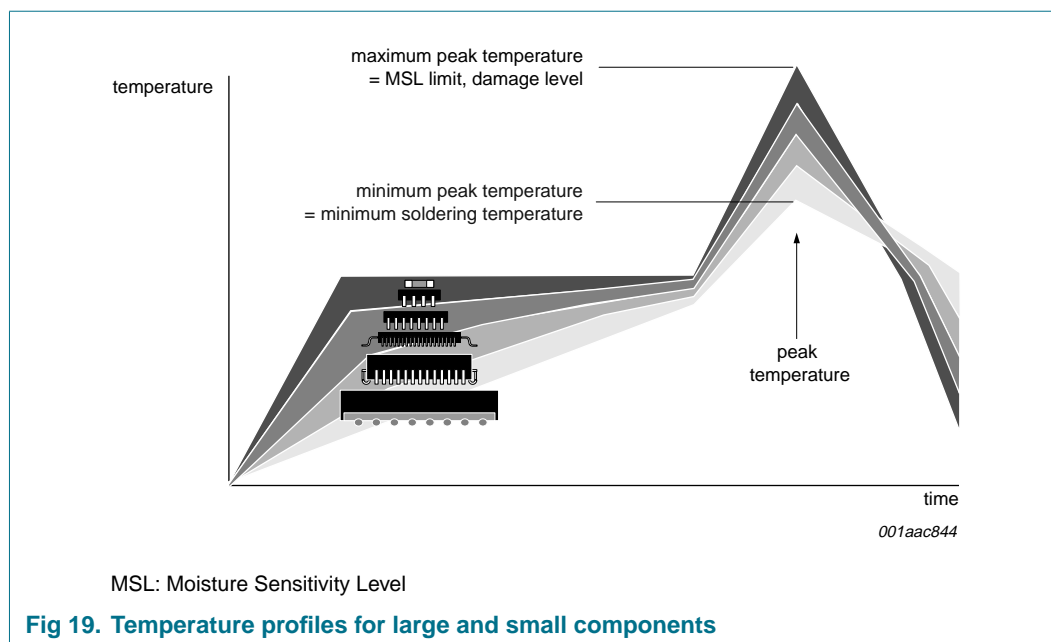 maximum peak temperature
= MSL limit, damage level
temperature
minimum peak temperature
= minimum soldering temperature
peak
temperature
time
001aac844
MSL: Moisture Sensitivity Level
Fig 19. Temperature profiles for large and small components